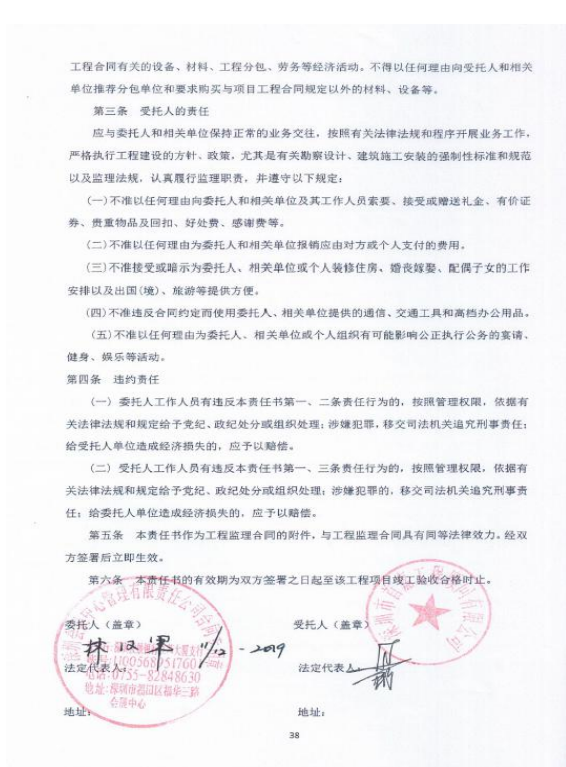 工程合同有关的设备、材料、工程分包、劳务等经济活动。不得以任何理由向受托人和相关
单位推荐分包单位和要求购买与项目工程合同规定以外的材料、设备等。
第三条 受托人的责任
应与委托人和相关单位保持正常的业务交往，按照有关法律法规和程序开展业务工作，
严格执行工程建设的方针、政策，尤其是有关勘察设计、建筑施工安装的强制性标准和规范
以及监理法规，认真履行监理职责，并遵守以下规定：
(一)不准以任何理由向委托人和相关单位及其工作人员索要、接受或赠送礼金、有价证
券、贵重物品及回扣、好处费、感谢费等。
(二)不准以任何理由为委托人和相关单位报销应由对方或个人支付的费用。
(三)不准接受或暗示为委托人、相关单位或个人装修住房、婚丧嫁娶、配偶子女的工作
安排以及出国(境)、旅游等提供方便。
(四)不准违反合同约定而使用委托人、相关单位提供的通信、交通工具和高档办公用品。
(五)不准以任何理由为委托人、相关单位或个人组织有可能影响公正执行公务的宴请、
健身、娱乐等活动。
第四条 违约责任
(一) 委托人工作人员有违反本责任书第一、二条责任行为的，按照管理权限，依据有
关法律法规和规定给予党纪、政纪处分或组织处理；涉嫌犯罪，移交司法机关追究刑事责任；
给受托人单位造成经济损失的，应予以赔偿。
(二) 受托人工作人员有违反本责任书第一、三条责任行为的，按照管理权限，依据有
关法律法规和规定给予党纪、政纪处分或组织处理；涉嫌犯罪的，移交司法机关追究刑事责
任；给委托人单位造成经济损失的，应予以赔偿。
第五条 本责任书作为工程监理合同的附件，与工程监理合同具有同等法律效力。经双
方签署后立即生效。
第六条 本责任书的有效期为双方签署之日起至该工程项目竣工验收合格时止。
委托人（盖章） 受托人（盖章）
11/12 - 2019
法定代表人： 法定代表人：
电话:0755-82848630
地址:深圳市福田区福华三路
会展中心
地址： 地址：
38